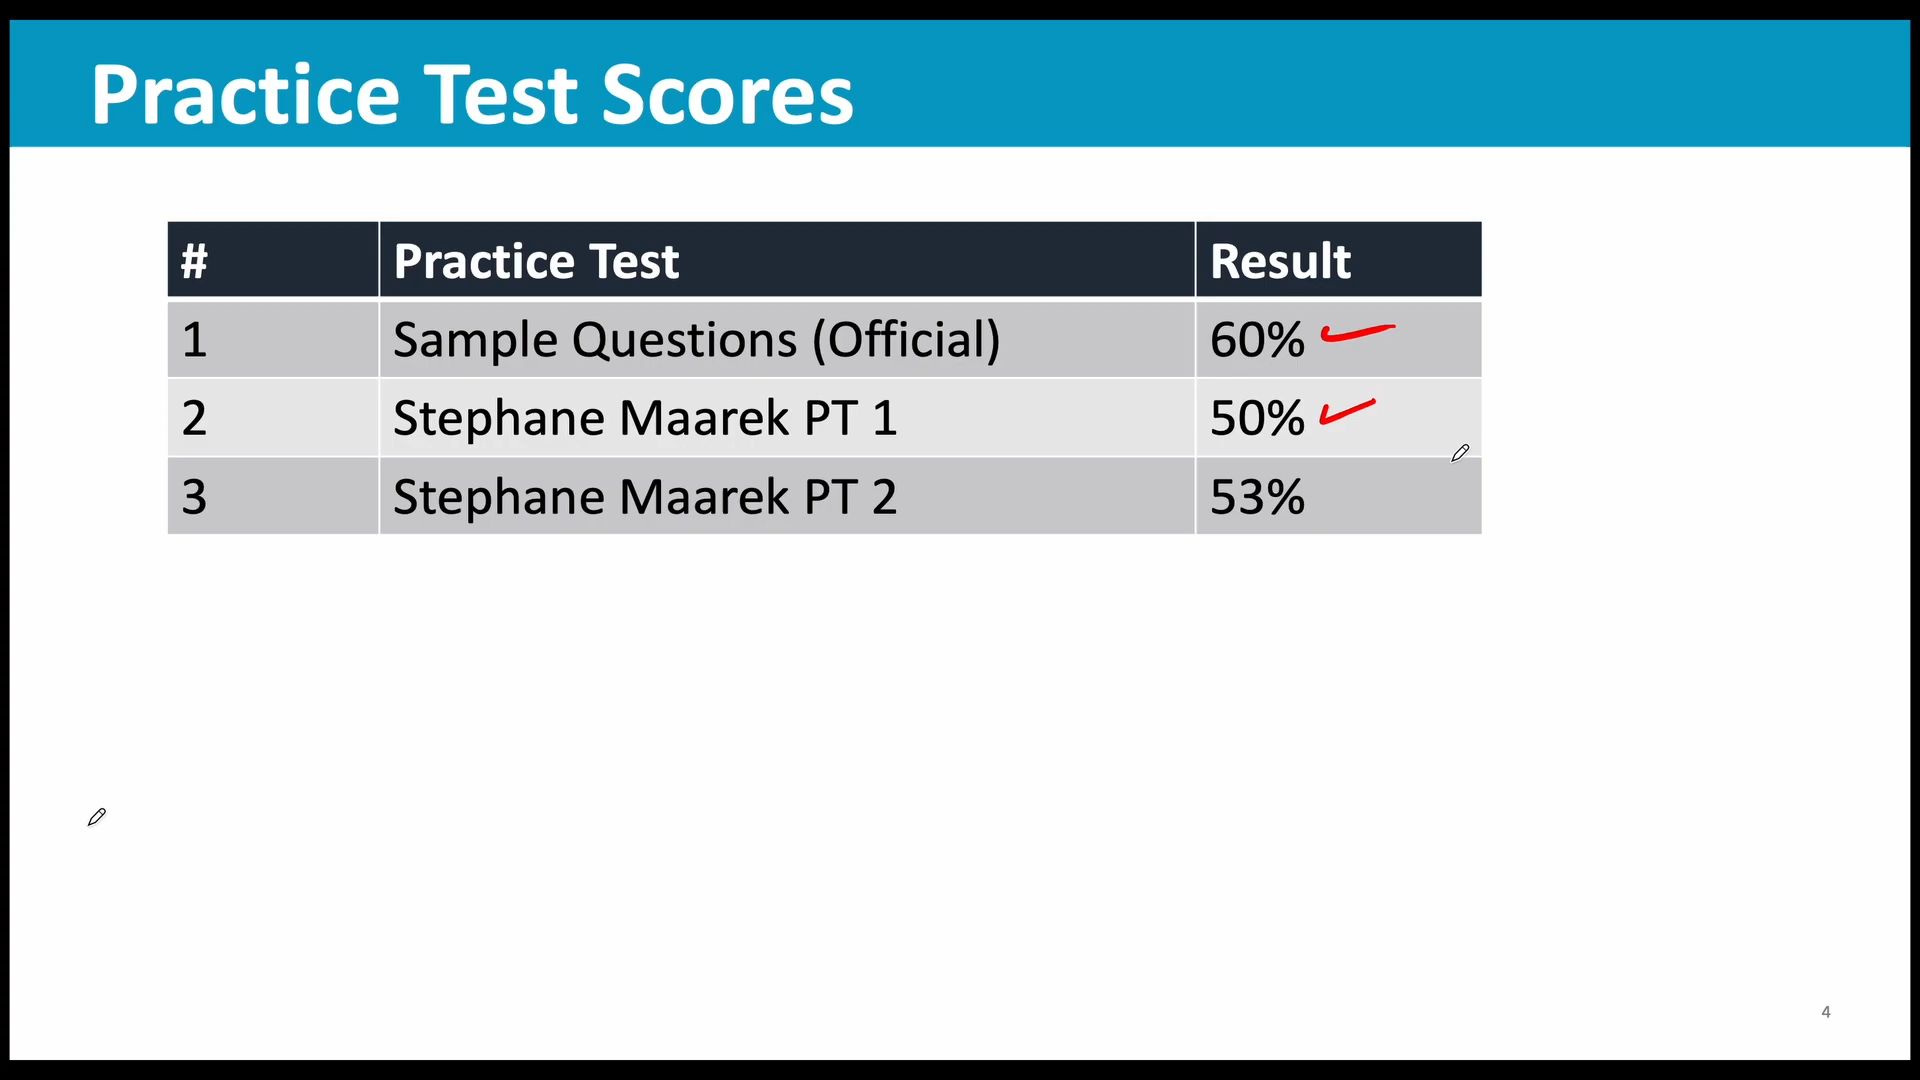 Practice Test Scores
# Practice Test Result
1 Sample Questions (Official) 60%
2 Stephane Maarek PT 1 50%
3 Stephane Maarek PT 2 53%
4